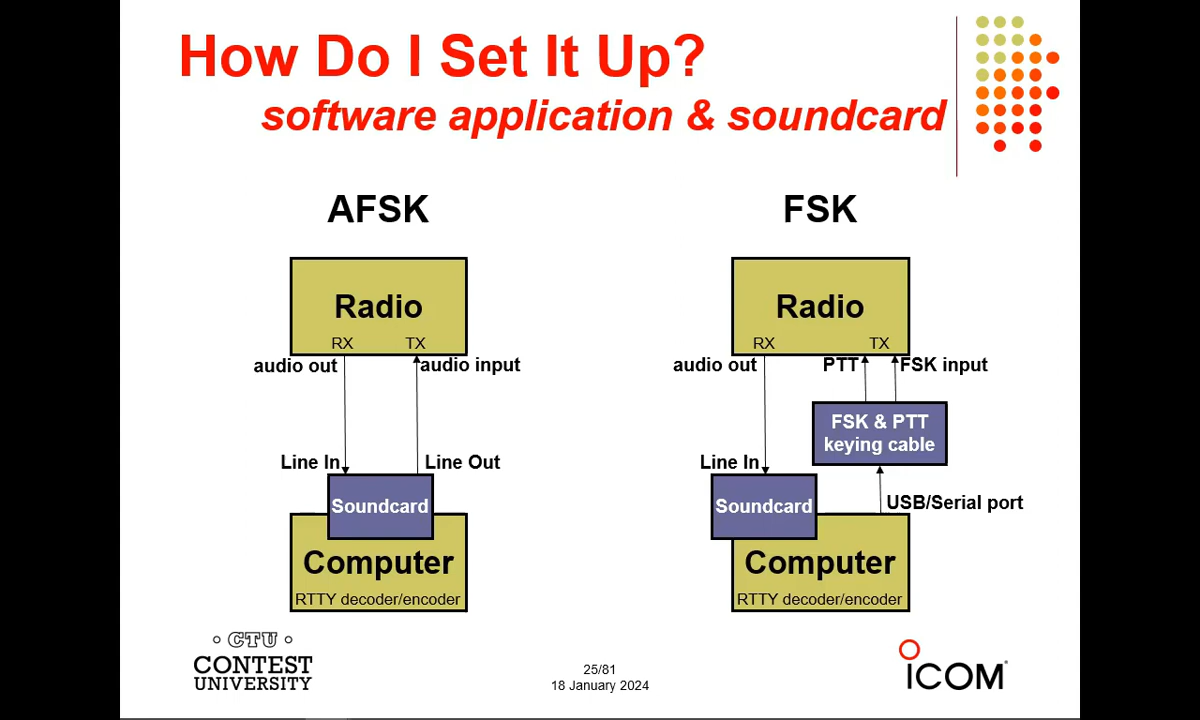 How Do I Set It Up?
software application & soundcard
AFSK
Radio
RX TX
audio out audio input
Line In Line Out
Soundcard
Computer
RTTY decoder/encoder
FSK
Radio
RX TX
audio out PTT FSK input
FSK & PTT
keying cable
Line In
Soundcard
USB/Serial port
Computer
RTTY decoder/encoder
• CTU •
CONTEST
UNIVERSITY
25/81
18 January 2024
ICOM